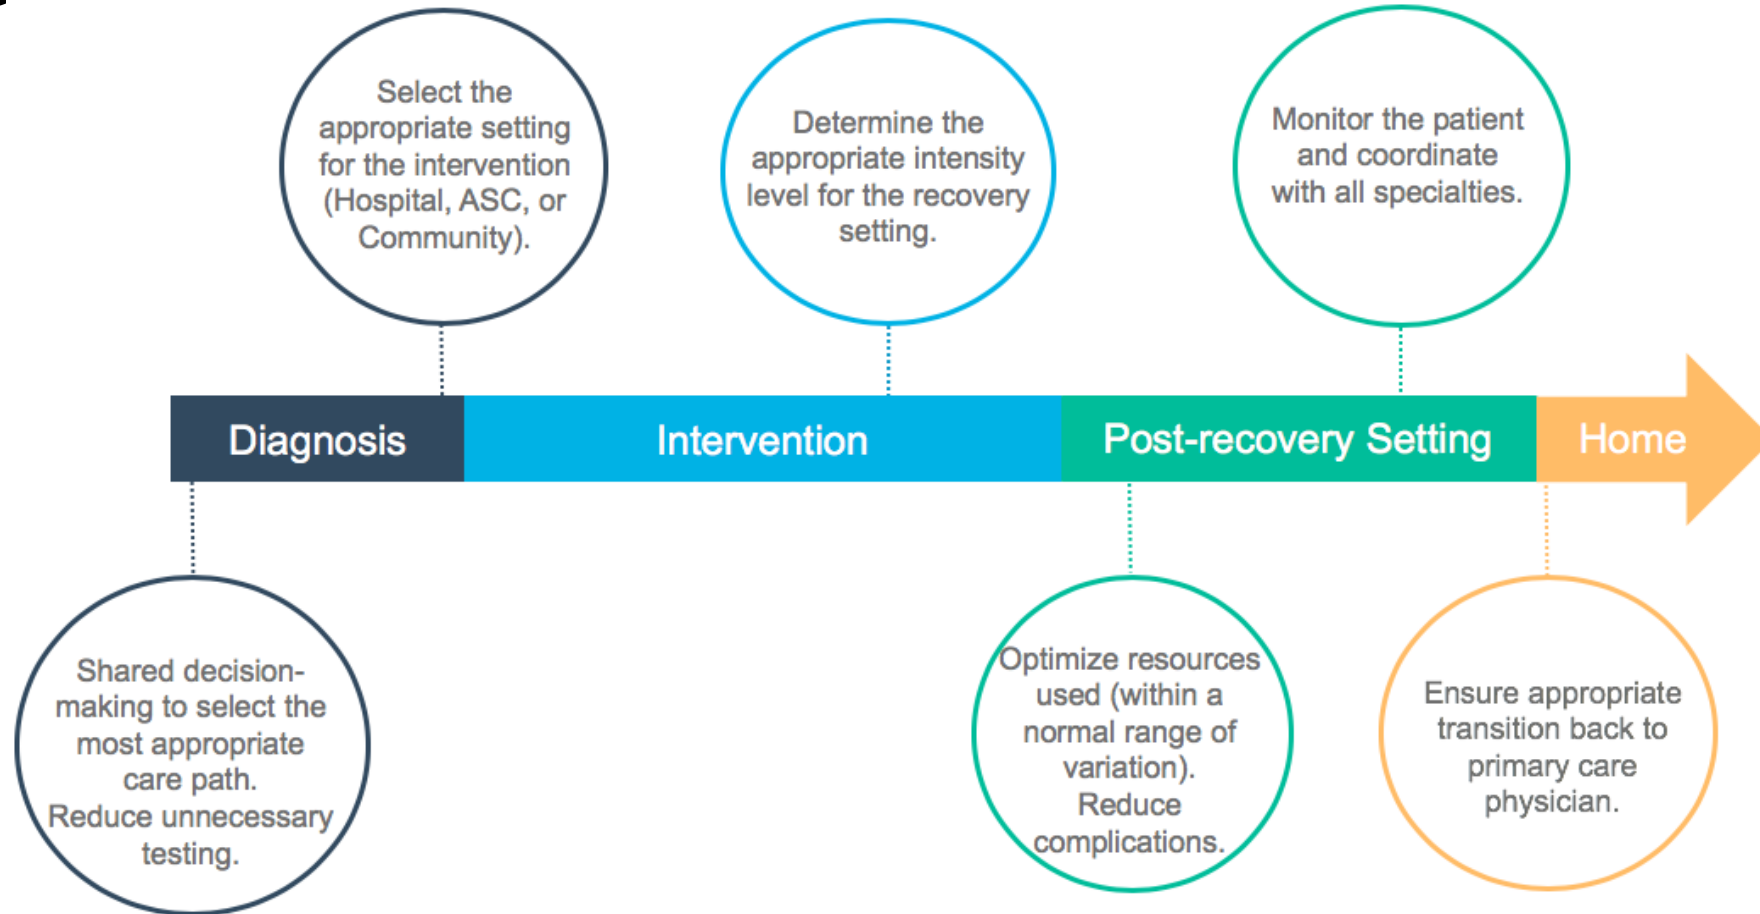 Select the
appropriate setting
for the intervention
(Hospital, ASC, or
Community).
Determine the
appropriate intensity
level for the recovery
setting.
Monitor the patient
and coordinate
with all specialties.
Diagnosis
Intervention
Post-recovery Setting
Home
Shared decision-
making to select the
most appropriate
care path.
Reduce unnecessary
testing.
Optimize resources
used (within a
normal range of
variation).
Reduce
complications.
Ensure appropriate
transition back to
primary care
physician.